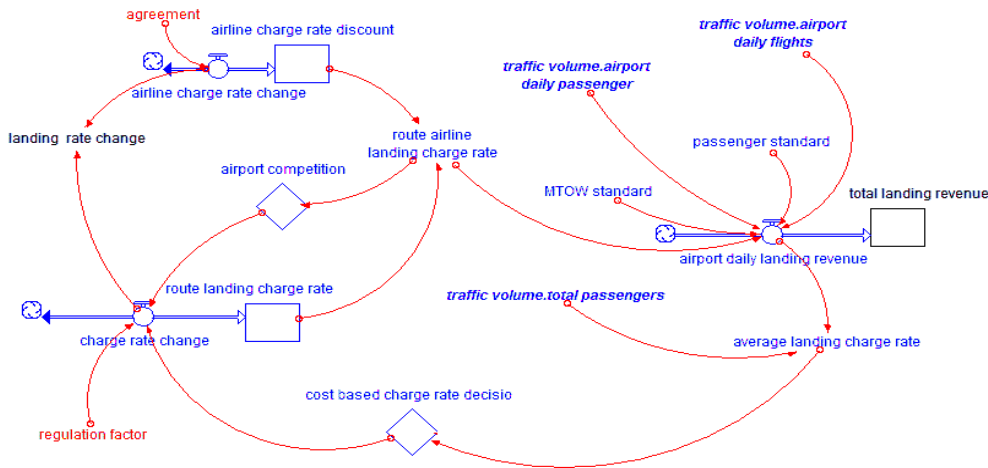 agreement
airline charge rate discount
airline charge rate change
landing rate change
traffic volume.airport
daily flights
traffic volume.airport
daily passenger
route airline
landing charge rate
passenger standard
airport competition
MTOW standard
total landing revenue
airport daily landing revenue
route landing charge rate
traffic volume.total passengers
charge rate change
average landing charge rate
cost based charge rate decisio
regulation factor